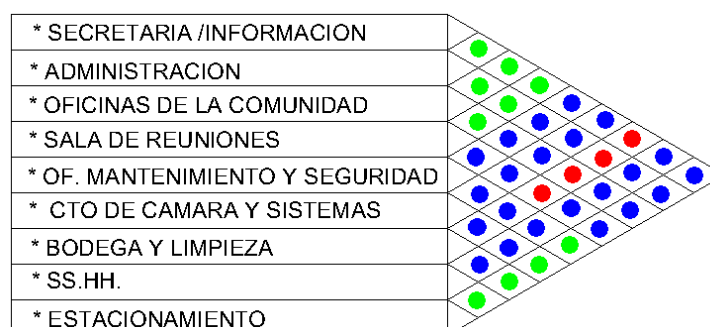 * SECRETARIA /INFORMACION
* ADMINISTRACION
* OFICINAS DE LA COMUNIDAD
* SALA DE REUNIONES
* OF. MANTENIMIENTO Y SEGURIDAD
* CTO DE CAMARA Y SISTEMAS
* BODEGA Y LIMPIEZA
* SS.HH.
* ESTACIONAMIENTO